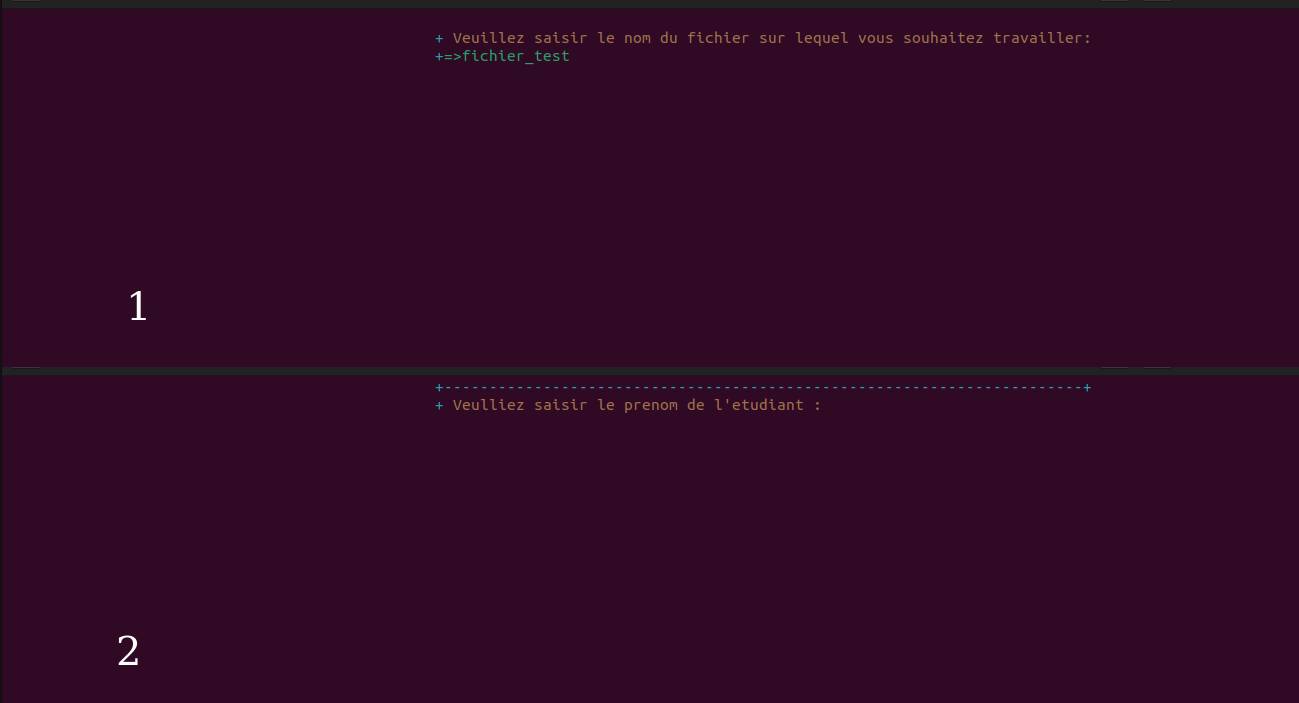 + Veuillez saisir le nom du fichier sur lequel vous souhaitez travailler:
+=>fichier_test
1
+-----------------------------------------------------------------------+
+ Veulliez saisir le prenom de l'etudiant :
2